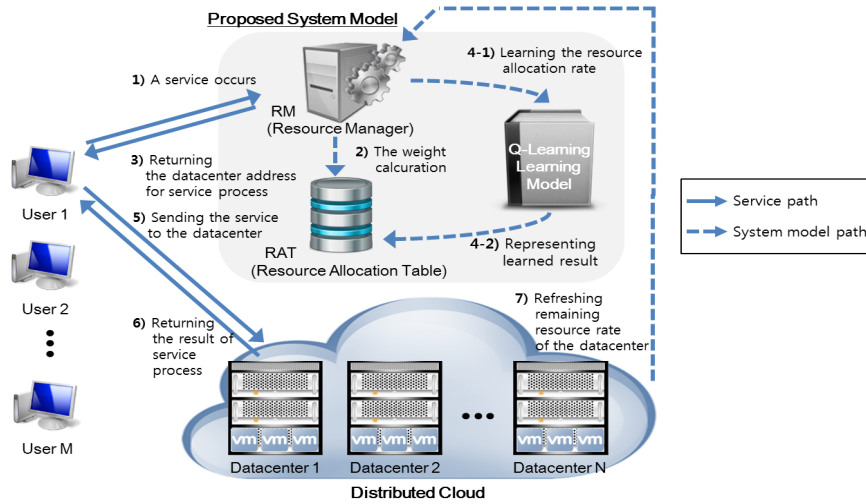 Proposed System Model
1) A service occurs
4-1) Learning the resource
allocation rate
RM
(Resource Manager)
2) The weight
calcuration
Q-Learning
Learning
Model
3) Returning
the datacenter address
for service process
User 1
5) Sending the service
to the datacenter
RAT
(Resource Allocation Table)
4-2) Representing
learned result
Service path
System model path
User 2
6) Returning
the result of
service
process
7) Refreshing
remaining
resource rate
of the datacenter
User M
vm vm vm
vm vm vm
vm vm vm
Datacenter 1
Datacenter 2
Datacenter N
Distributed Cloud